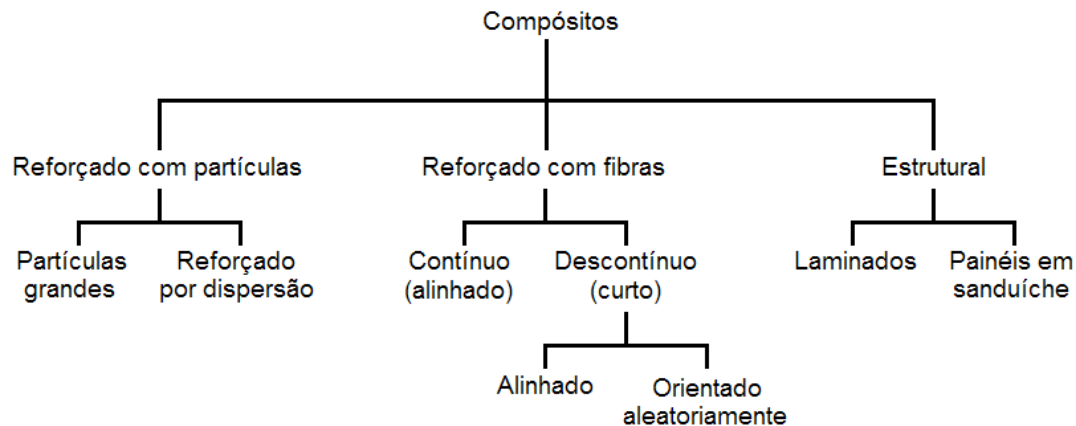 Compósitos
Reforçado com partículas
Reforçado com fibras
Estrutural
Partículas
grandes
Reforçado
por dispersão
Contínuo
(alinhado)
Descontínuo
(curto)
Laminados
Painéis em
sanduíche
Alinhado
Orientado
aleatoriamente